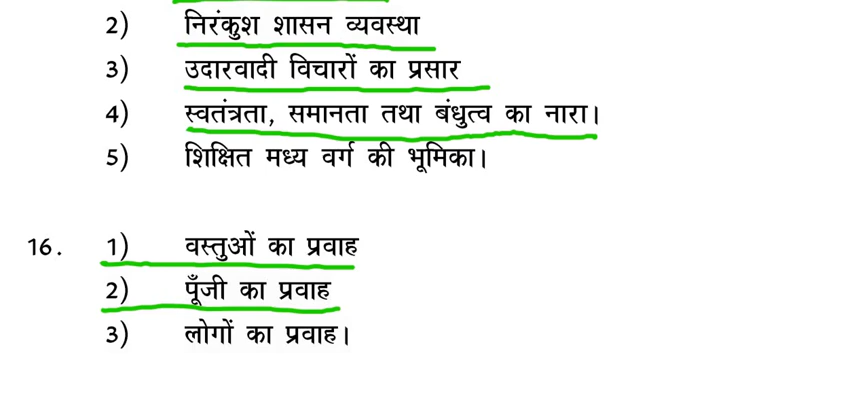 2) निरंकुश शासन व्यवस्था
3) उदारवादी विचारों का प्रसार
4) स्वतंत्रता, समानता तथा बंधुत्व का नारा।
5) शिक्षित मध्य वर्ग की भूमिका।
16. 1) वस्तुओं का प्रवाह
2) पूँजी का प्रवाह
3) लोगों का प्रवाह।